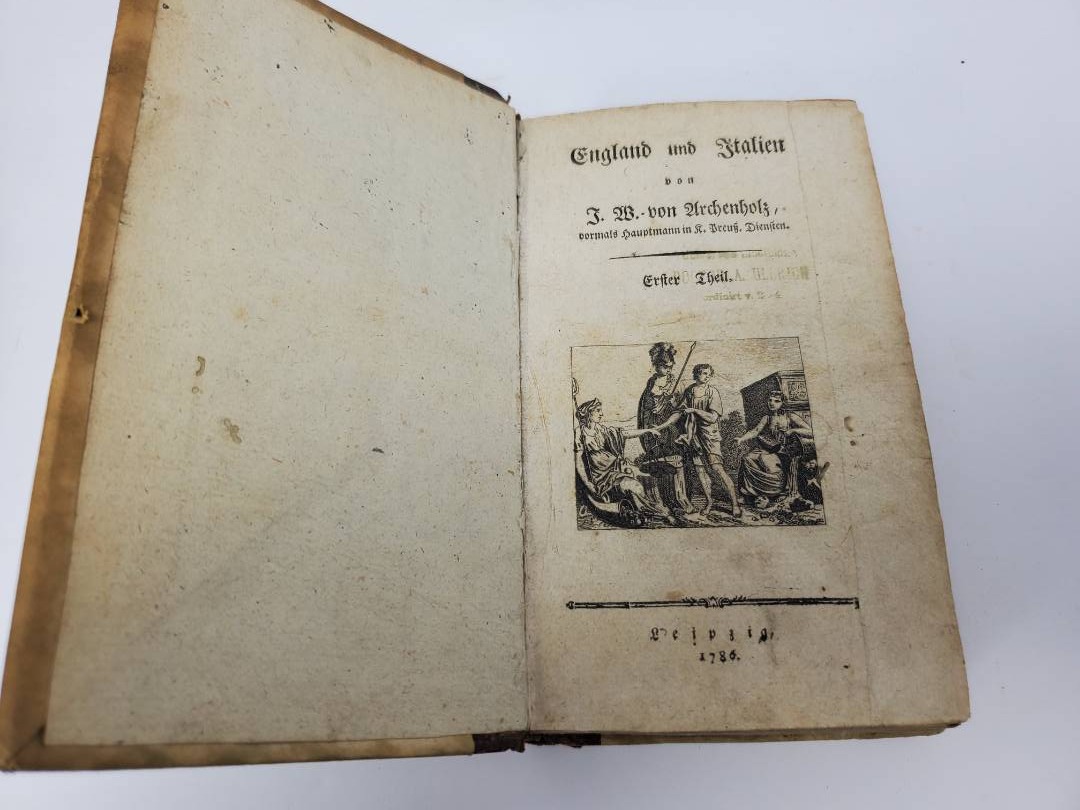 England und Italien
von
J. W. von Archenholz,
vormals Hauptmann in K. Preuß. Diensten.
Erster Theil.
Leipzig,
1786.